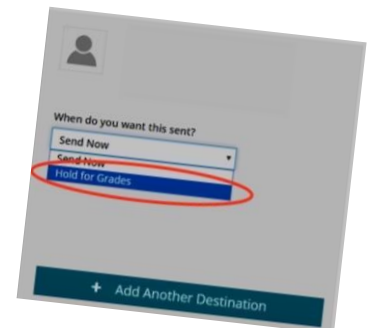 When do you want this sent?
Send Now
Send Now
Hold for Grades
+ Add Another Destination